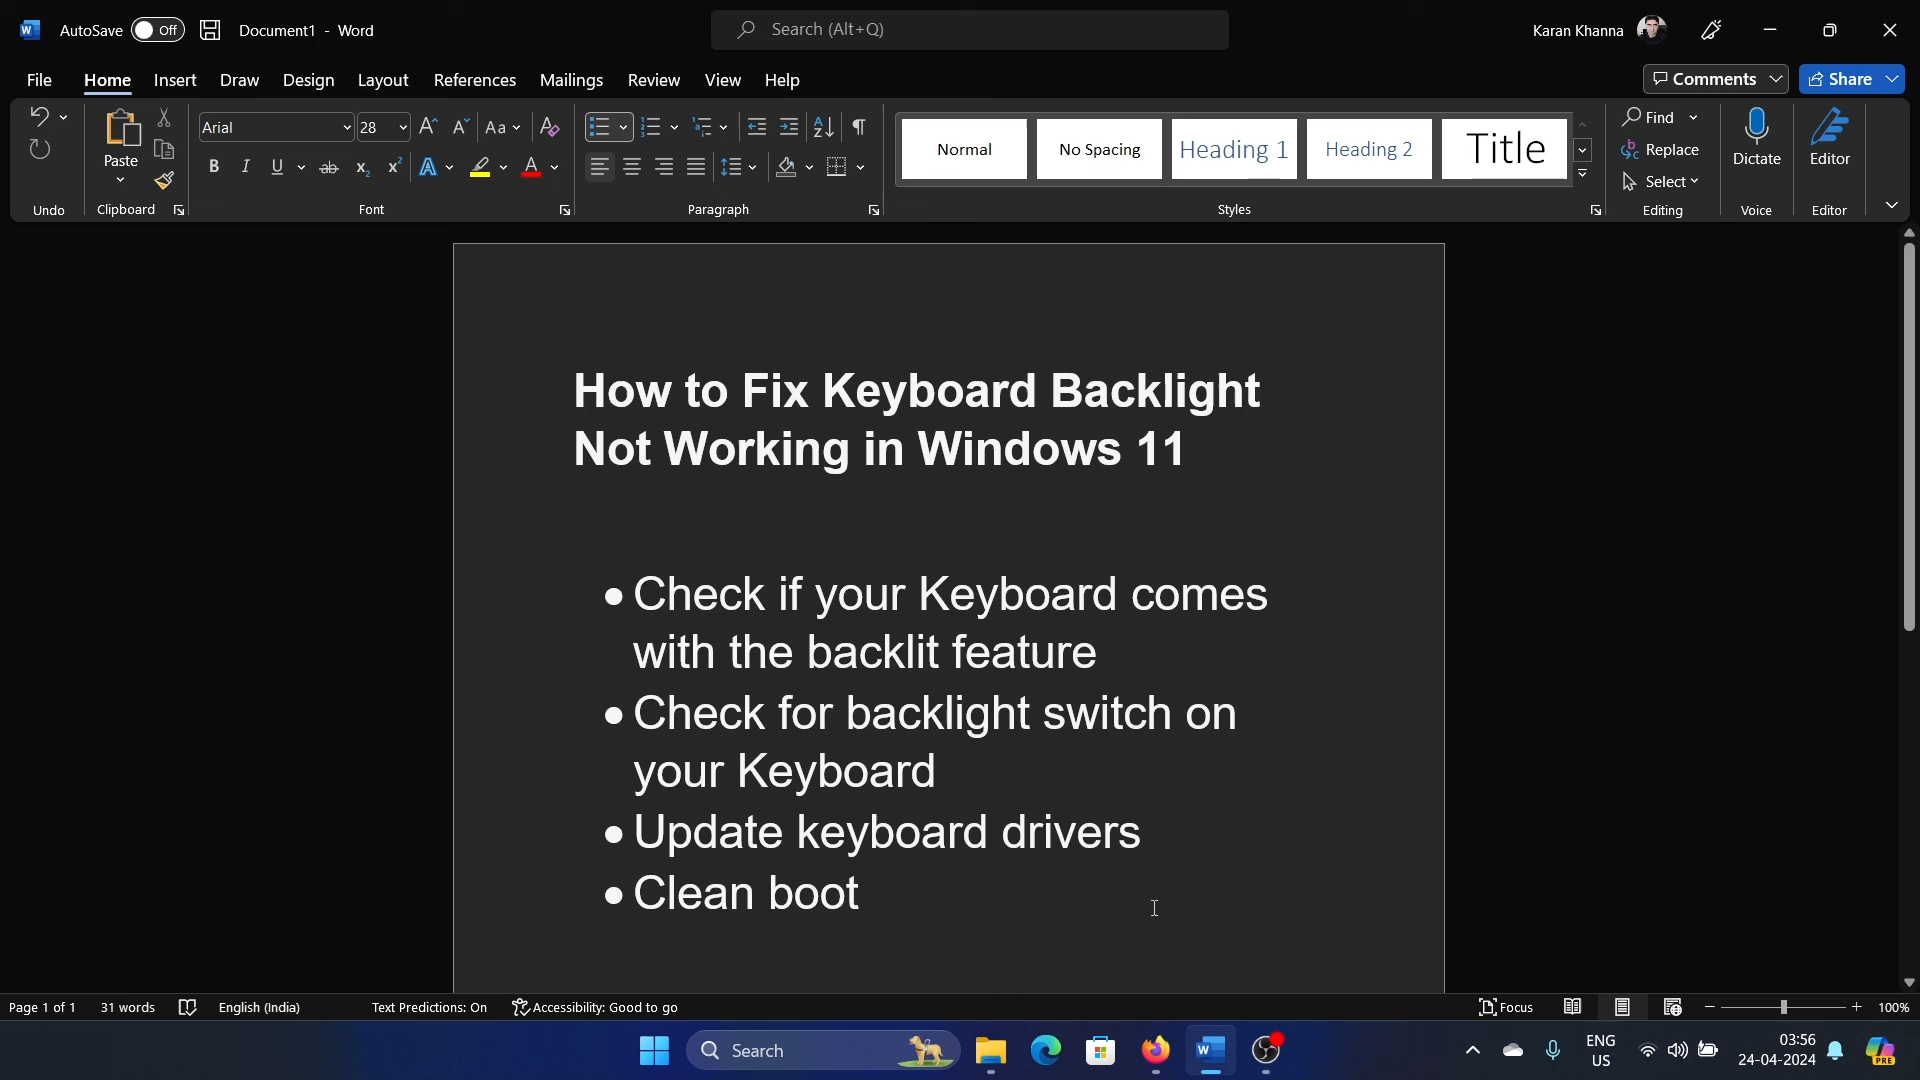 AutoSave Off Document1 - Word Search (Alt+Q) Karan Khanna
File Home Insert Draw Design Layout References Mailings Review View Help Comments Share
Arial 28 Aa
Paste
B I U ab x₂ x² A A
Normal No Spacing Heading 1 Heading 2 Title
Find
Replace
Select
Dictate Editor
Undo Clipboard Font Paragraph Styles Editing Voice Editor
How to Fix Keyboard Backlight
Not Working in Windows 11
• Check if your Keyboard comes
with the backlit feature
• Check for backlight switch on
your Keyboard
• Update keyboard drivers
• Clean boot
Page 1 of 1 31 words English (India) Text Predictions: On Accessibility: Good to go Focus 100%
Search ENG 03:56
US 24-04-2024
PRE